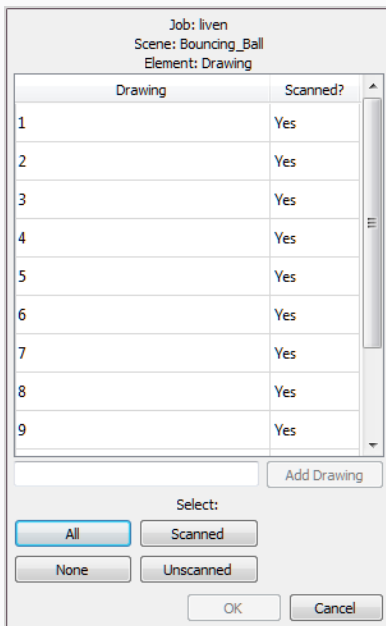 Job: liven
Scene: Bouncing_Ball
Element: Drawing
Drawing Scanned?
1 Yes
2 Yes
3 Yes
4 Yes
5 Yes
6 Yes
7 Yes
8 Yes
9 Yes
Add Drawing
Select:
All Scanned
None Unscanned
OK Cancel